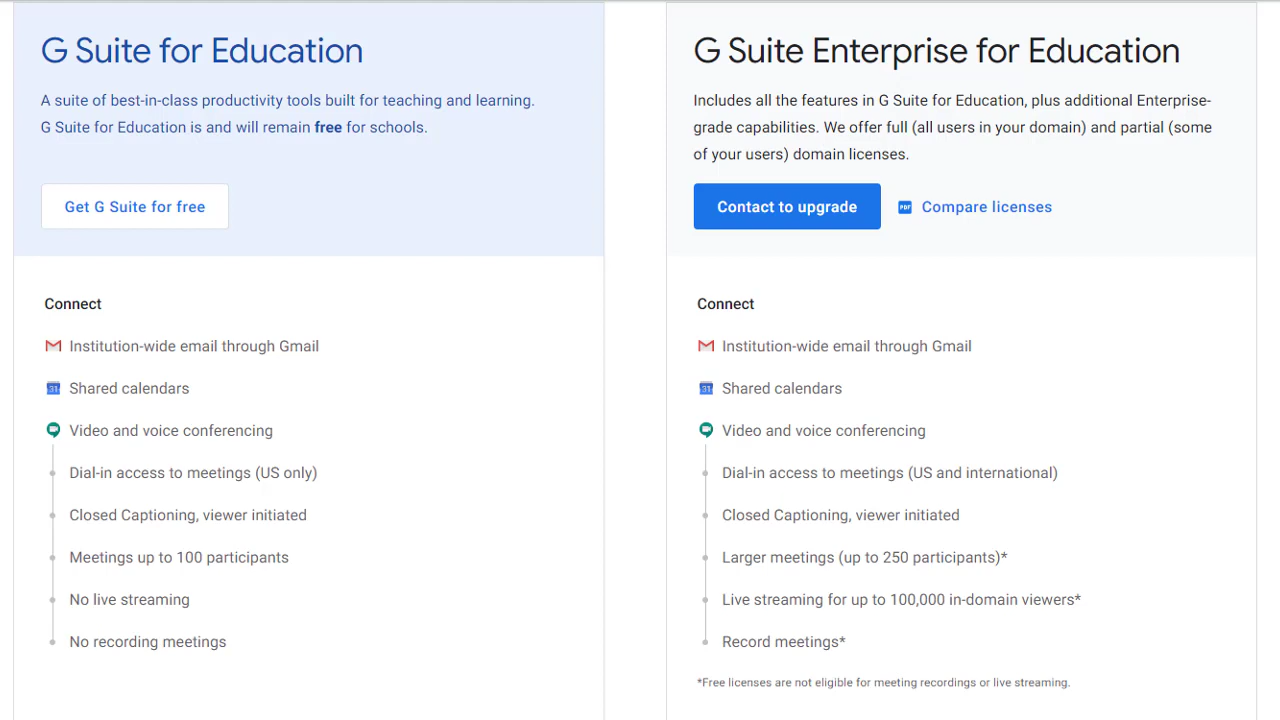 G Suite for Education
A suite of best-in-class productivity tools built for teaching and learning.
G Suite for Education is and will remain free for schools.
Get G Suite for free
Connect
Institution-wide email through Gmail
31 Shared calendars
Video and voice conferencing
Dial-in access to meetings (US only)
Closed Captioning, viewer initiated
Meetings up to 100 participants
No live streaming
No recording meetings
G Suite Enterprise for Education
Includes all the features in G Suite for Education, plus additional Enterprise-
grade capabilities. We offer full (all users in your domain) and partial (some
of your users) domain licenses.
Contact to upgrade
PDF Compare licenses
Connect
Institution-wide email through Gmail
31 Shared calendars
Video and voice conferencing
Dial-in access to meetings (US and international)
Closed Captioning, viewer initiated
Larger meetings (up to 250 participants)*
Live streaming for up to 100,000 in-domain viewers*
Record meetings*
*Free licenses are not eligible for meeting recordings or live streaming.